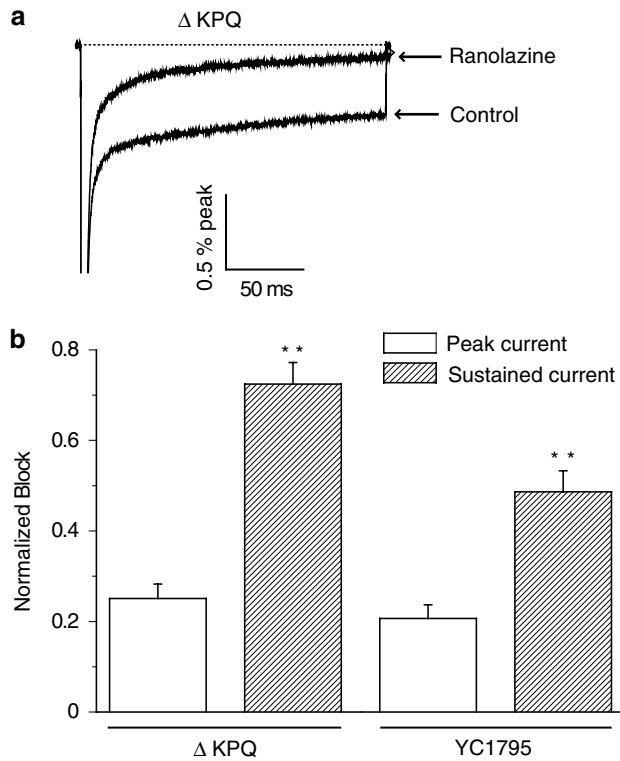 a
Δ KPQ
Ranolazine
Control
0.5 % peak
50 ms
b
0.8
0.6
0.4
0.2
0
Normalized Block
Peak current
Sustained current
* *
* *
Δ KPQ
YC1795